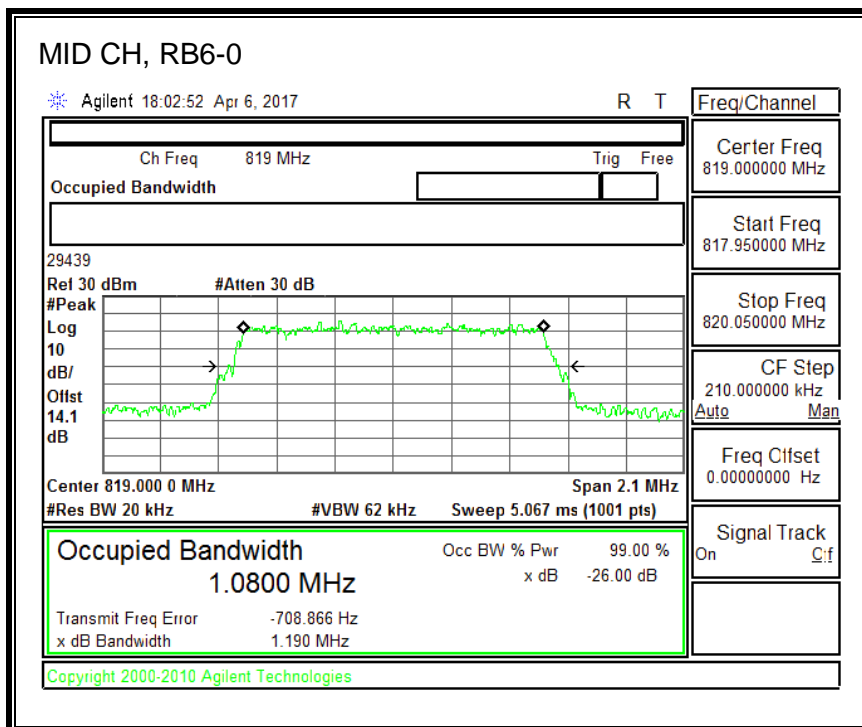 MID CH, RB6-0
Agilent 18:02:52 Apr 6, 2017 R T
Freq/Channel
Ch Freq 819 MHz Trig Free
Occupied Bandwidth
Center Freq
819.000000 MHz
Start Freq
817.950000 MHz
29439
Ref 30 dBm #Atten 30 dB
#Peak
Log
10
dB/
Offst
14.1
dB
Stop Freq
820.050000 MHz
CF Step
210.000000 kHz
Auto Man
Freq Offset
0.00000000 Hz
Center 819.000 0 MHz Span 2.1 MHz
#Res BW 20 kHz #VBW 62 kHz Sweep 5.067 ms (1001 pts)
Signal Track
On Off
Occupied Bandwidth
1.0800 MHz
Occ BW % Pwr 99.00 %
x dB -26.00 dB
Transmit Freq Error -708.866 Hz
x dB Bandwidth 1.190 MHz
Copyright 2000-2010 Agilent Technologies